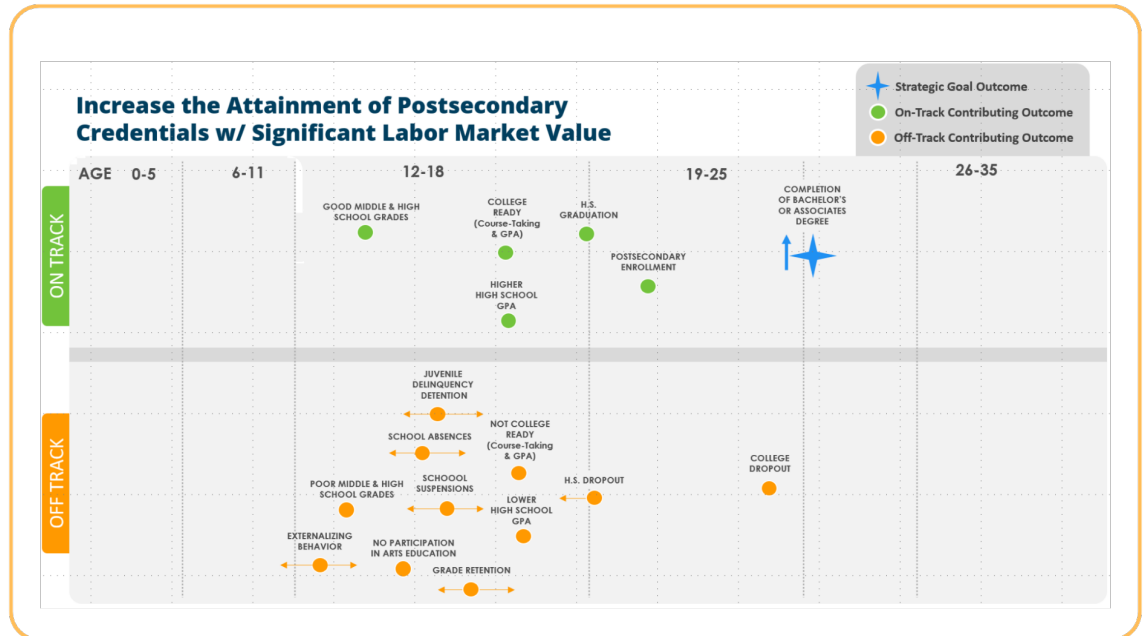 Increase the Attainment of Postsecondary
Credentials w/ Significant Labor Market Value
Strategic Goal Outcome
On-Track Contributing Outcome
Off-Track Contributing Outcome
AGE 0-5 6-11 12-18 19-25 26-35
ON TRACK
GOOD MIDDLE & HIGH
SCHOOL GRADES
COLLEGE
READY
(Course-Taking
& GPA)
H.S.
GRADUATION
COMPLETION
OF BACHELOR'S
OR ASSOCIATES
DEGREE
POSTSECONDARY
ENROLLMENT
HIGHER
HIGH SCHOOL
GPA
OFF TRACK
JUVENILE
DELINQUENCY
DETENTION
SCHOOL ABSENCES
NOT COLLEGE
READY
(Course-Taking
& GPA)
COLLEGE
DROPOUT
POOR MIDDLE & HIGH
SCHOOL GRADES
SCHOOOL
SUSPENSIONS
H.S. DROPOUT
LOWER
HIGH SCHOOL
GPA
EXTERNALIZING
BEHAVIOR
NO PARTICIPATION
IN ARTS EDUCATION
GRADE RETENTION